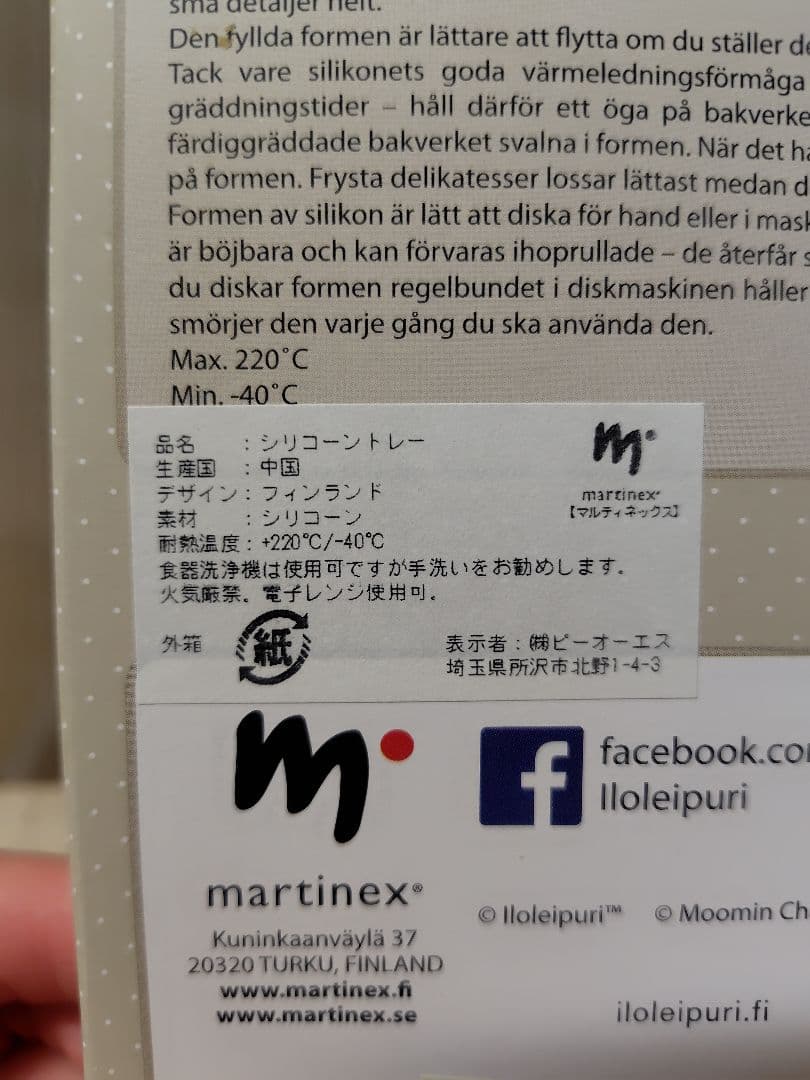 små detaljer helt.
Den fyllda formen är lättare att flytta om du ställer
Tack vare silikonets goda värmeledningsförmåga
gräddningstider – håll därför ett öga på
färdiggräddade bakverket svalna i formen. När det
på formen. Frysta delikatesser lossar lättast medan
Formen av silikon är lätt att diska för hand eller i
är böjbara och kan förvaras ihoprullade – de återfår
du diskar formen regelbundet i diskmaskinen håller
smörjer den varje gång du ska använda den.
Max. 220°C
Min. -40°C
品名 : シリコーントレー
生産国 : 中国
デザイン : フィンランド
素材 : シリコーン
耐熱温度 : +220℃/-40℃
食器洗浄機は使用可ですが手洗いをお勧めします。
火気厳禁。電子レンジ使用可。
m
martinex
【マルティネックス】
外箱 紙
表示者 : ㈱ピーオーエス
埼玉県所沢市北野1-4-3
m
martinex®
Kuninkaanväylä 37
20320 TURKU, FINLAND
www.martinex.fi
www.martinex.se
f facebook.co
Iloleipuri
© Iloleipuri™ © Moomin
iloleipuri.fi